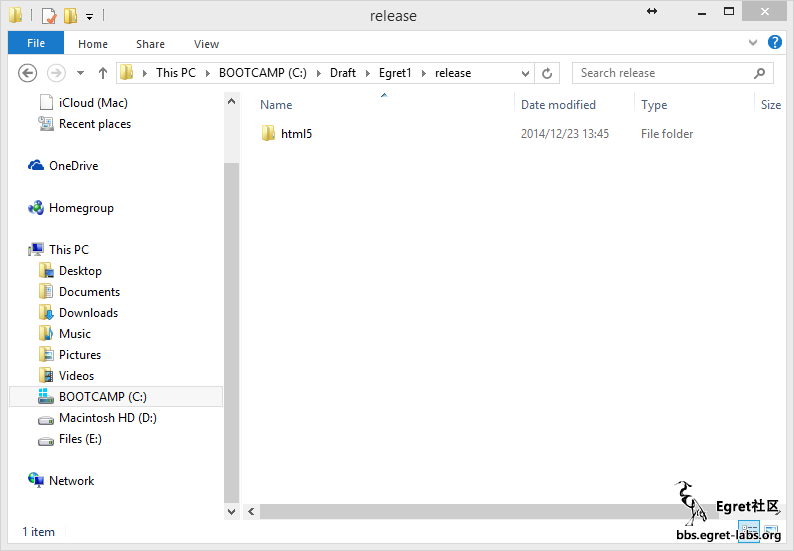 release
File Home Share View
This PC BOOTCAMP (C:) Draft Egret1 release
Search release
iCloud (Mac)
Recent places
OneDrive
Homegroup
This PC
Desktop
Documents
Downloads
Music
Pictures
Videos
BOOTCAMP (C:)
Macintosh HD (D:)
Files (E:)
Network
Name Date modified Type Size
html5 2014/12/23 13:45 File folder
1 item
Egret社区
bbs.egret-labs.org